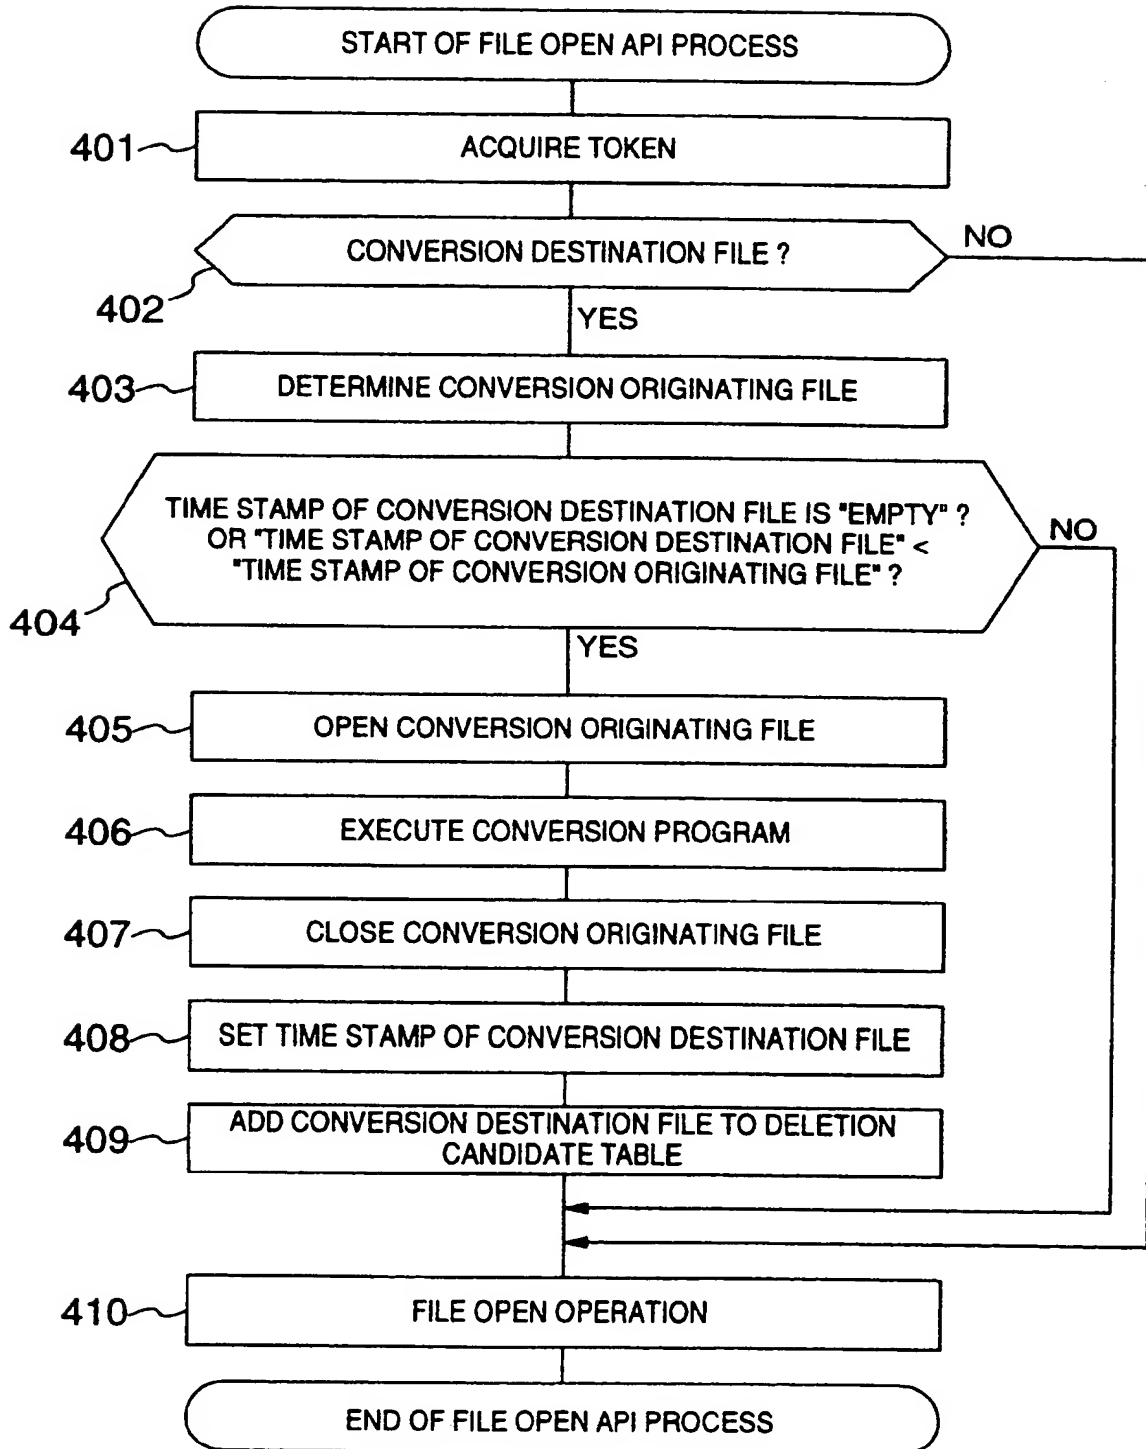 START OF FILE OPEN API PROCESS
401
ACQUIRE TOKEN
CONVERSION DESTINATION FILE ?
NO
402
YES
403
DETERMINE CONVERSION ORIGINATING FILE
TIME STAMP OF CONVERSION DESTINATION FILE IS "EMPTY" ?
OR "TIME STAMP OF CONVERSION DESTINATION FILE" <
"TIME STAMP OF CONVERSION ORIGINATING FILE" ?
NO
404
YES
405
OPEN CONVERSION ORIGINATING FILE
406
EXECUTE CONVERSION PROGRAM
407
CLOSE CONVERSION ORIGINATING FILE
408
SET TIME STAMP OF CONVERSION DESTINATION FILE
409
ADD CONVERSION DESTINATION FILE TO DELETION
CANDIDATE TABLE
410
FILE OPEN OPERATION
END OF FILE OPEN API PROCESS